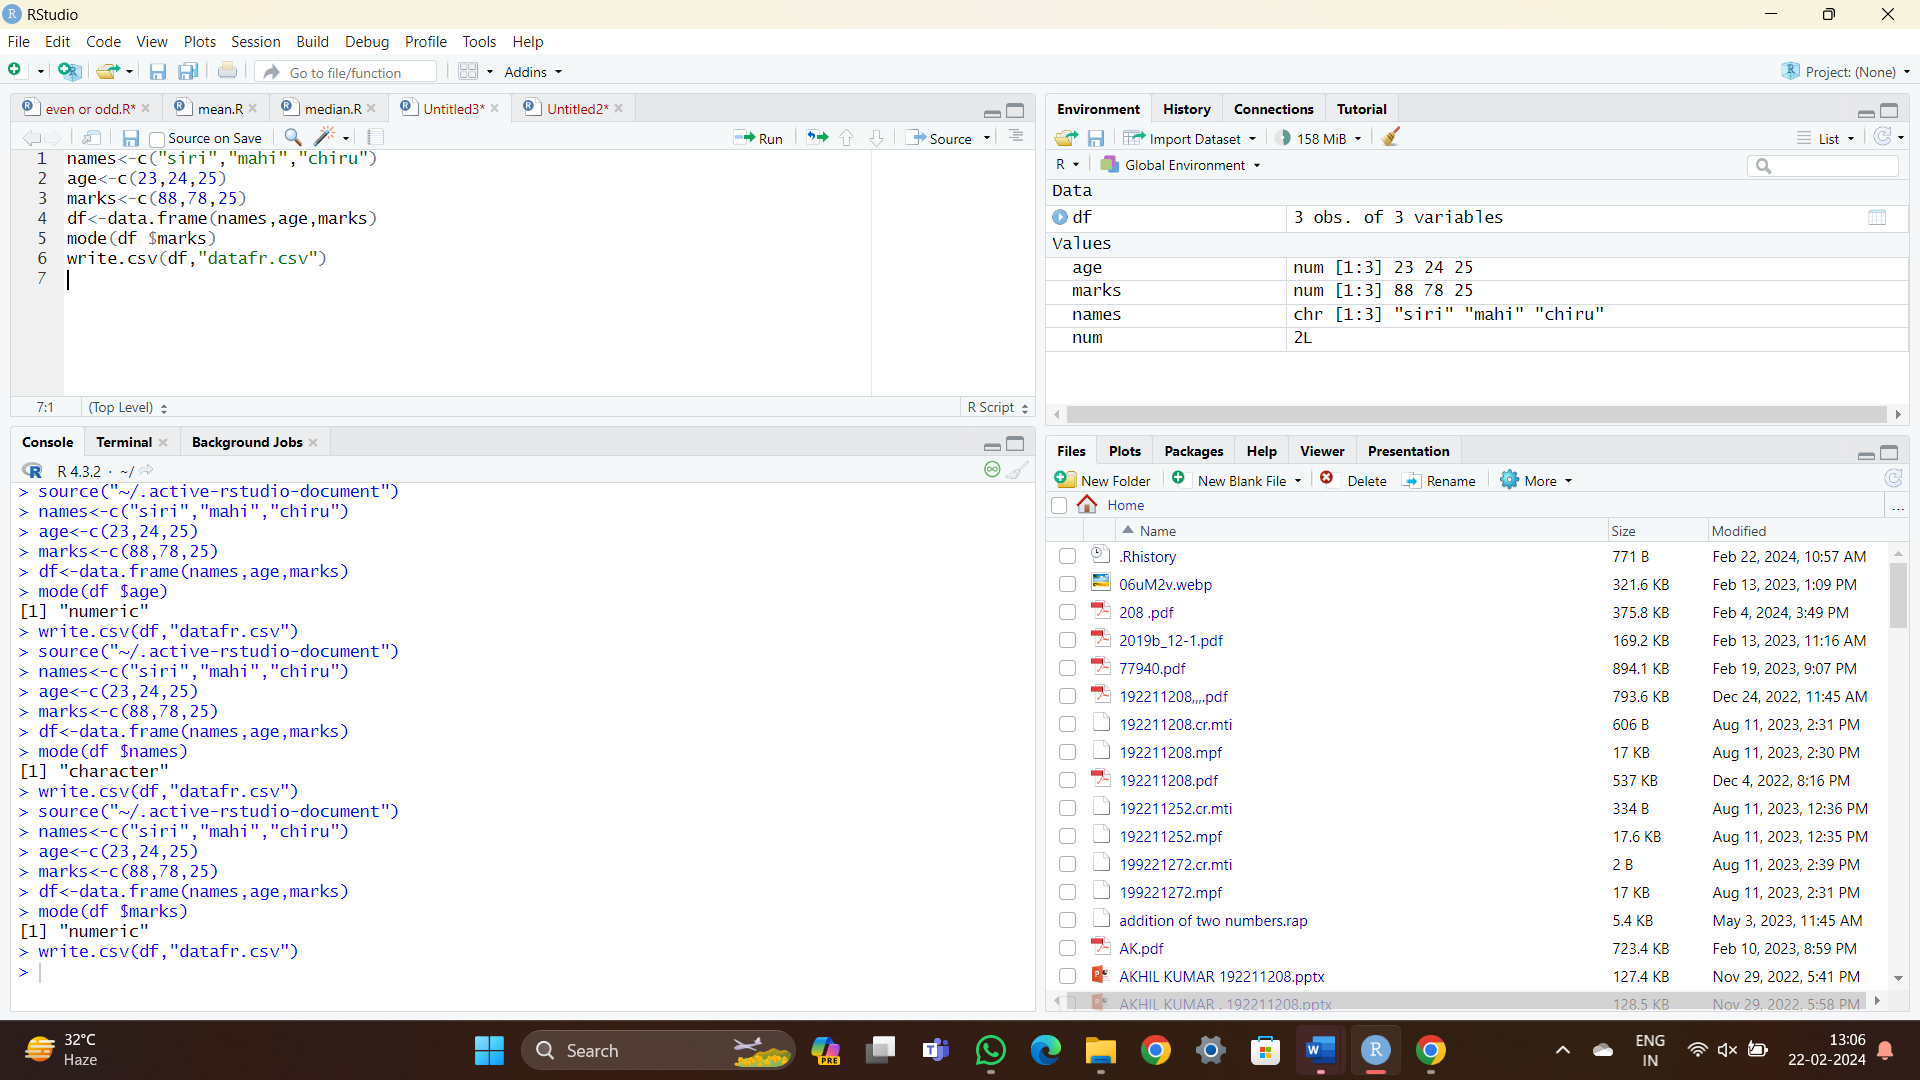 RStudio
File Edit Code View Plots Session Build Debug Profile Tools Help
Go to file/function Addins Project: (None)
even or odd.R* mean.R median.R Untitled3* Untitled2*
Source on Save Run Source
1 names<-c("siri","mahi","chiru")
2 age<-c(23,24,25)
3 marks<-c(88,78,25)
4 df<-data.frame(names,age,marks)
5 mode(df $marks)
6 write.csv(df,"datafr.csv")
7
7:1 (Top Level) R Script
Console Terminal Background Jobs
R 4.3.2 · ~/
> source("~/.active-rstudio-document")
> names<-c("siri","mahi","chiru")
> age<-c(23,24,25)
> marks<-c(88,78,25)
> df<-data.frame(names,age,marks)
> mode(df $age)
[1] "numeric"
> write.csv(df,"datafr.csv")
> source("~/.active-rstudio-document")
> names<-c("siri","mahi","chiru")
> age<-c(23,24,25)
> marks<-c(88,78,25)
> df<-data.frame(names,age,marks)
> mode(df $names)
[1] "character"
> write.csv(df,"datafr.csv")
> source("~/.active-rstudio-document")
> names<-c("siri","mahi","chiru")
> age<-c(23,24,25)
> marks<-c(88,78,25)
> df<-data.frame(names,age,marks)
> mode(df $marks)
[1] "numeric"
> write.csv(df,"datafr.csv")
>
Environment History Connections Tutorial
Import Dataset 158 MiB List
R Global Environment
Data
df 3 obs. of 3 variables
Values
age num [1:3] 23 24 25
marks num [1:3] 88 78 25
names chr [1:3] "siri" "mahi" "chiru"
num 2L
Files Plots Packages Help Viewer Presentation
New Folder New Blank File Delete Rename More
Home ...
Name Size Modified
.Rhistory 771 B Feb 22, 2024, 10:57 AM
06uM2v.webp 321.6 KB Feb 13, 2023, 1:09 PM
208 .pdf 375.8 KB Feb 4, 2024, 3:49 PM
2019b_12-1.pdf 169.2 KB Feb 13, 2023, 11:16 AM
77940.pdf 894.1 KB Feb 19, 2023, 9:07 PM
192211208,,,.pdf 793.6 KB Dec 24, 2022, 11:45 AM
192211208.cr.mti 606 B Aug 11, 2023, 2:31 PM
192211208.mpf 17 KB Aug 11, 2023, 2:30 PM
192211208.pdf 537 KB Dec 4, 2022, 8:16 PM
192211252.cr.mti 334 B Aug 11, 2023, 12:36 PM
192211252.mpf 17.6 KB Aug 11, 2023, 12:35 PM
199221272.cr.mti 2 B Aug 11, 2023, 2:39 PM
199221272.mpf 17 KB Aug 11, 2023, 2:31 PM
addition of two numbers.rap 5.4 KB May 3, 2023, 11:45 AM
AK.pdf 723.4 KB Feb 10, 2023, 8:59 PM
AKHIL KUMAR 192211208.pptx 127.4 KB Nov 29, 2022, 5:41 PM
AKHIL KUMAR . 192211208.pptx 128.5 KB Nov 29, 2022, 5:58 PM
32°C
Haze
Search
PRE
ENG
IN
13:06
22-02-2024